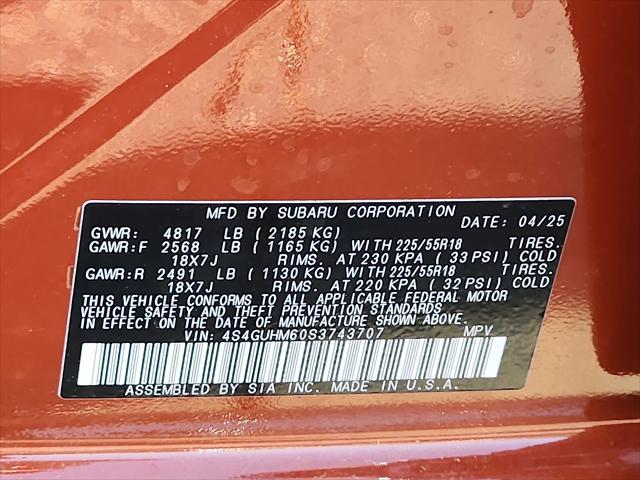 MFD BY SUBARU CORPORATION DATE: 04/25
GVWR: 4817 LB (2185 KG)
GAWR:F 2568 LB (1165 KG) WITH 225/55R18 TIRES.
18X7J RIMS. AT 230 KPA (33 PSI) COLD
GAWR:R 2491 LB (1130 KG) WITH 225/55R18 TIRES.
18X7J RIMS. AT 220 KPA (32 PSI) COLD
THIS VEHICLE CONFORMS TO ALL APPLICABLE FEDERAL MOTOR
VEHICLE SAFETY AND THEFT PREVENTION STANDARDS
IN EFFECT ON THE DATE OF MANUFACTURE SHOWN ABOVE.
VIN: 4S4GUHM60S3743707 MPV
ASSEMBLED BY SIA INC. MADE IN U.S.A.